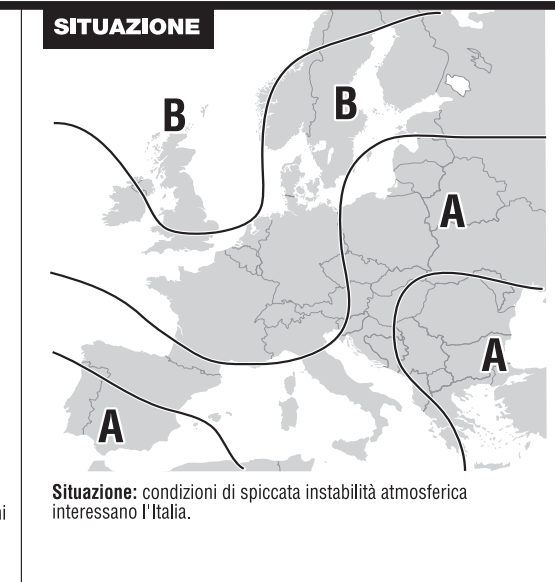 SITUAZIONE
B
B
A
A
A
Situazione: condizioni di spiccata instabilità atmosferica
interessano l'Italia.